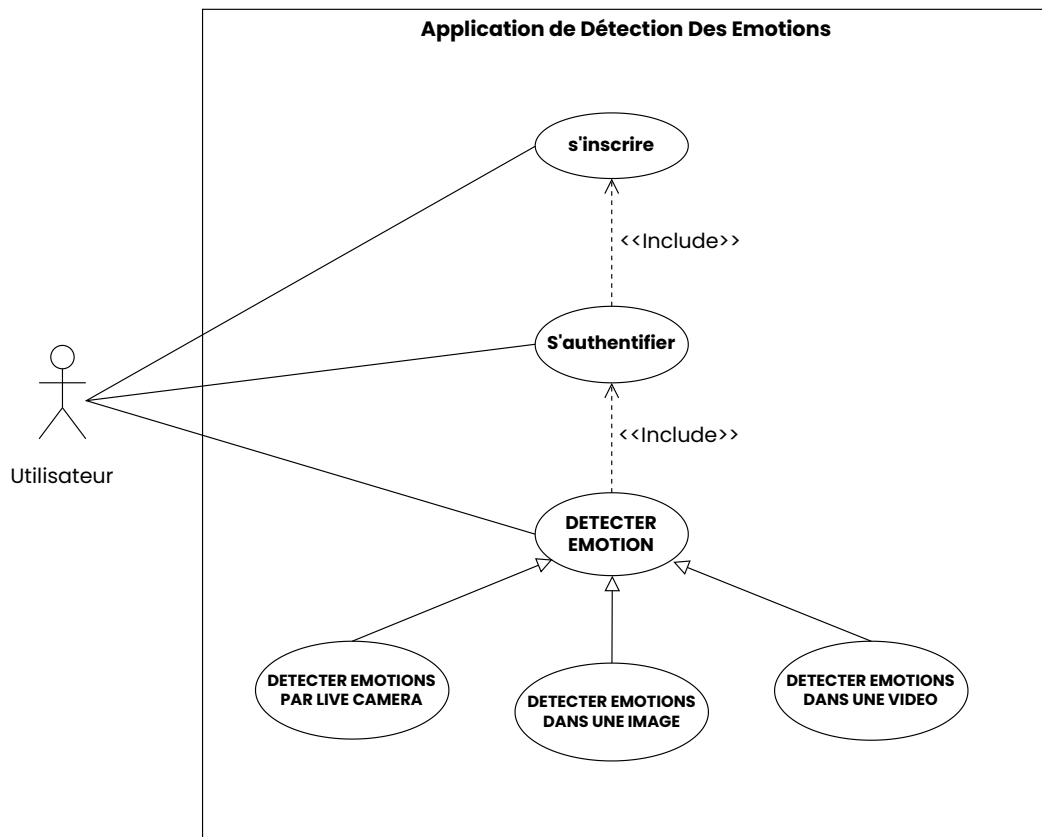 Application de Détection Des Emotions
s'inscrire
<<Include>>
S'authentifier
<<Include>>
Utilisateur
DETECTER
EMOTION
DETECTER EMOTIONS
PAR LIVE CAMERA
DETECTER EMOTIONS
DANS UNE IMAGE
DETECTER EMOTIONS
DANS UNE VIDEO